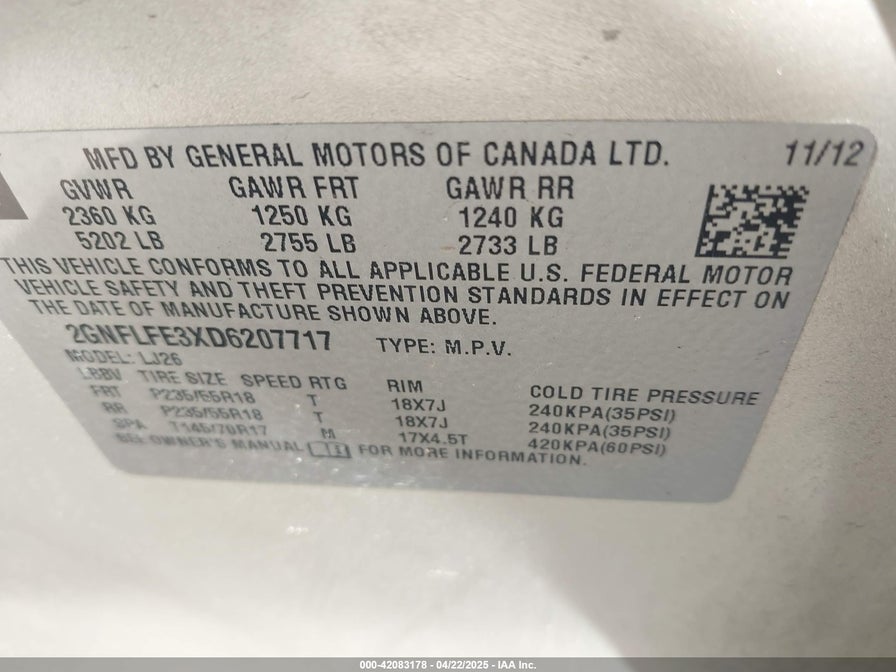 MFD BY GENERAL MOTORS OF CANADA LTD. 11/12
GVWR GAWR FRT GAWR RR
2360 KG 1250 KG 1240 KG
5202 LB 2755 LB 2733 LB
THIS VEHICLE CONFORMS TO ALL APPLICABLE U.S. FEDERAL MOTOR
VEHICLE SAFETY AND THEFT PREVENTION STANDARDS IN EFFECT ON
THE DATE OF MANUFACTURE SHOWN ABOVE.
2GNFLFE3XD6207717 TYPE: M.P.V.
MODEL: LJ26
TIRE SIZE SPEED RTG RIM COLD TIRE PRESSURE
FRT P235/55R18 T 18X7J 240KPA(35PSI)
RR P235/55R18 T 18X7J 240KPA(35PSI)
SPA T145/70R17 M 17X4.5T 420KPA(60PSI)
SEE OWNER'S MANUAL FOR MORE INFORMATION.
000-42083178 - 04/22/2025 - IAA Inc.